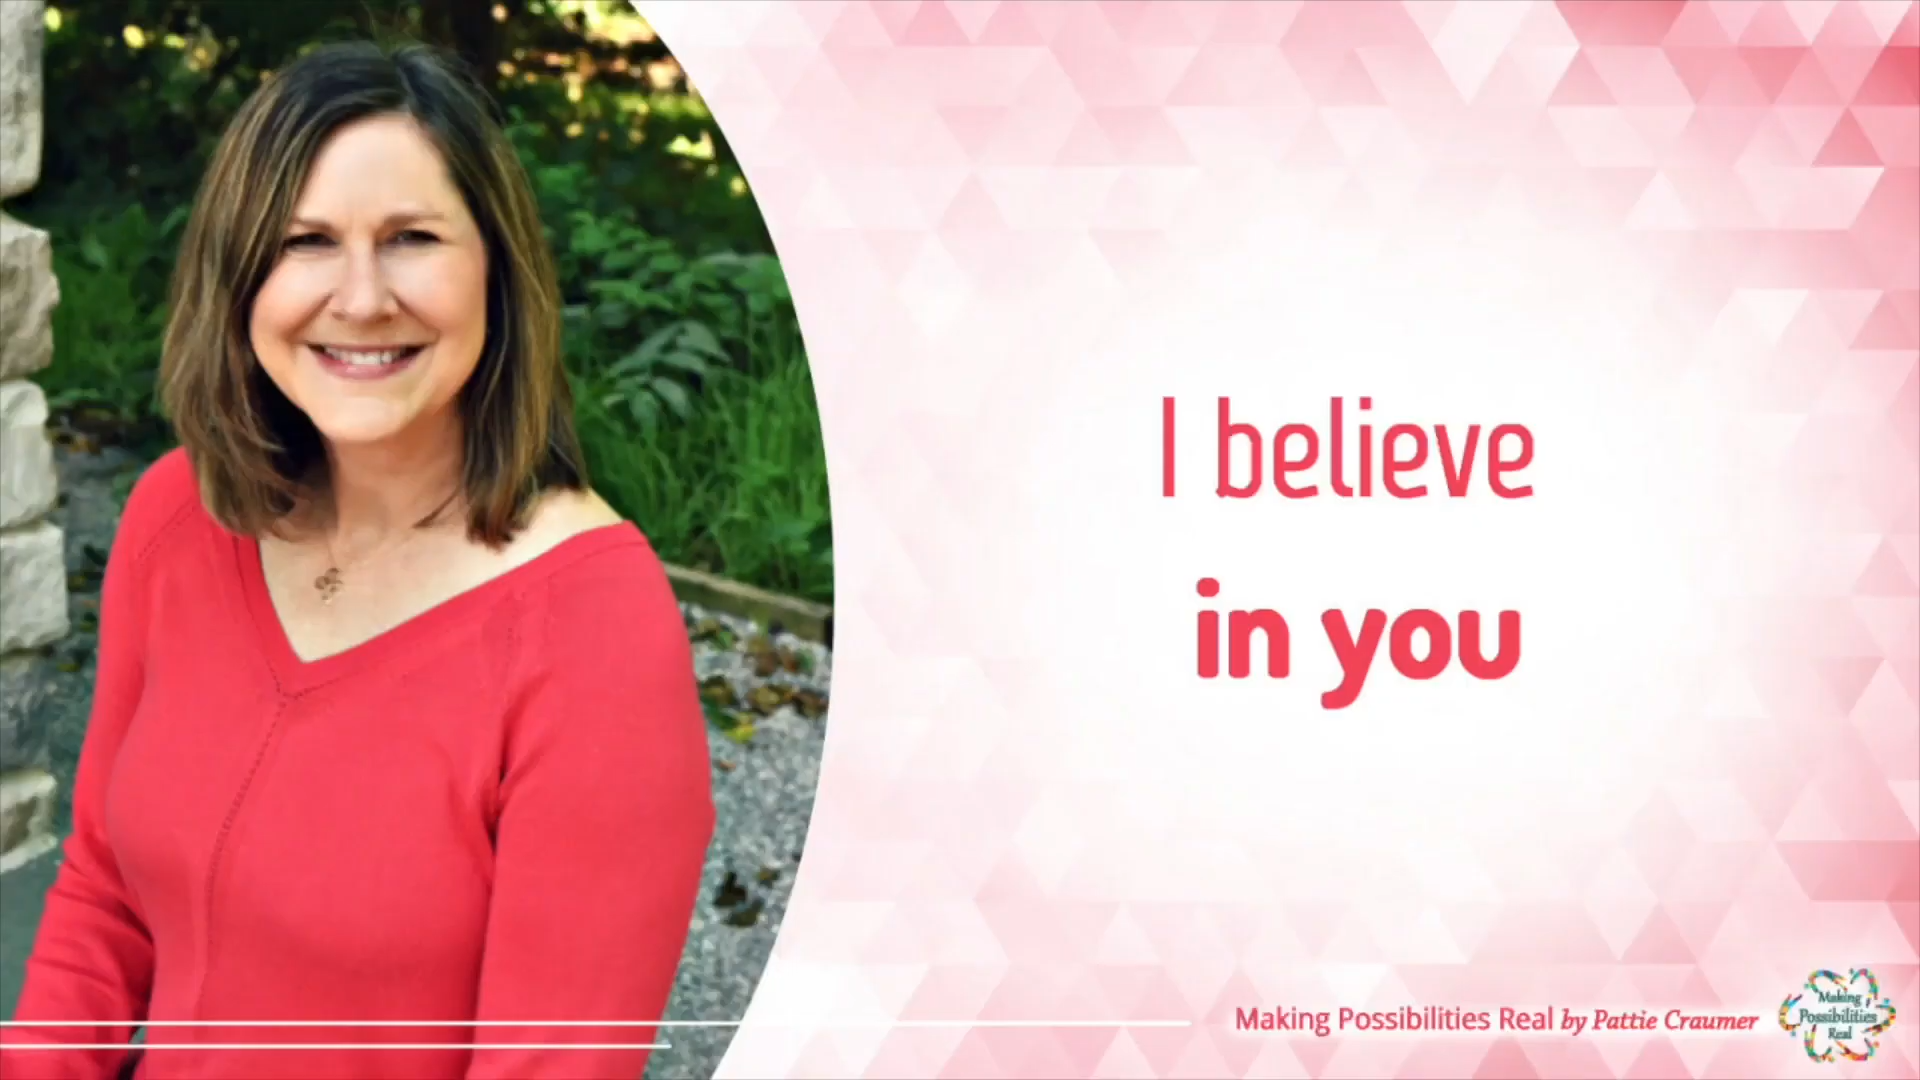 I believe
in you
Making Possibilities Real by Pattie Craumer
Making
Possibilities
Real